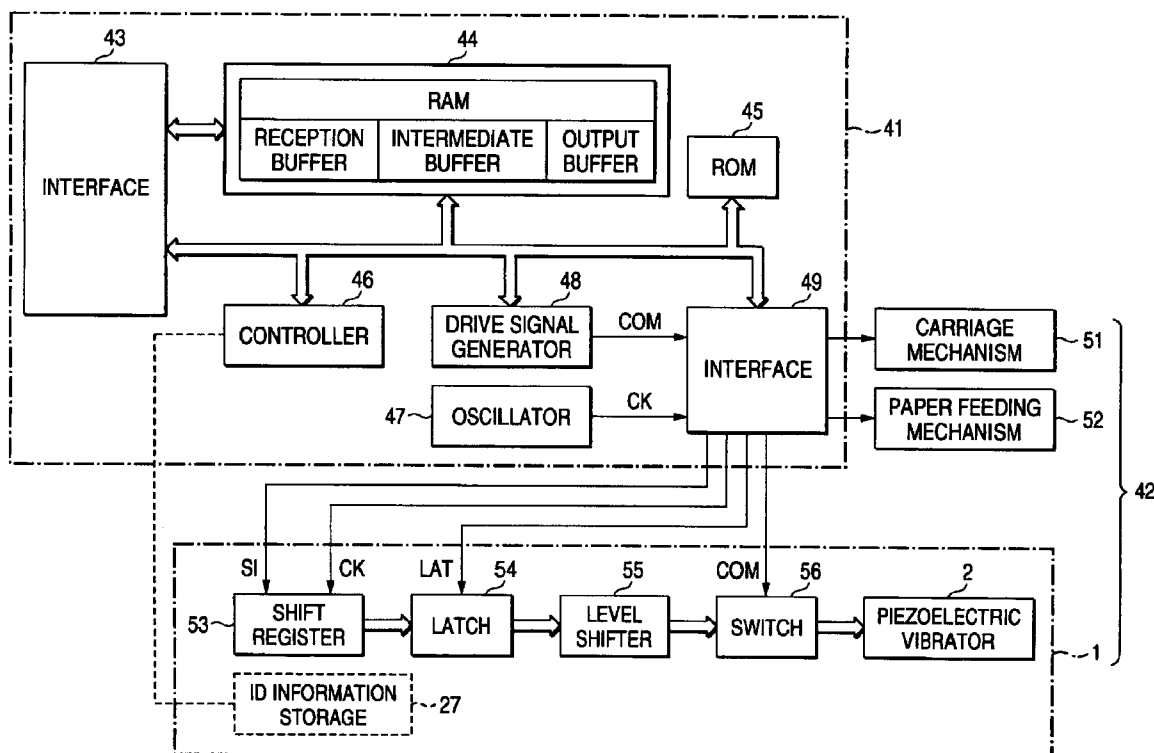 43
44
45
41
INTERFACE
RAM
RECEPTION
BUFFER
INTERMEDIATE
BUFFER
OUTPUT
BUFFER
ROM
46
CONTROLLER
48
DRIVE SIGNAL
GENERATOR
COM
49
INTERFACE
CARRIAGE
MECHANISM
51
47
OSCILLATOR
CK
PAPER FEEDING
MECHANISM
52
42
SI
CK
LAT
54
55
COM
56
2
53
SHIFT
REGISTER
LATCH
LEVEL
SHIFTER
SWITCH
PIEZOELECTRIC
VIBRATOR
1
ID INFORMATION
STORAGE
27